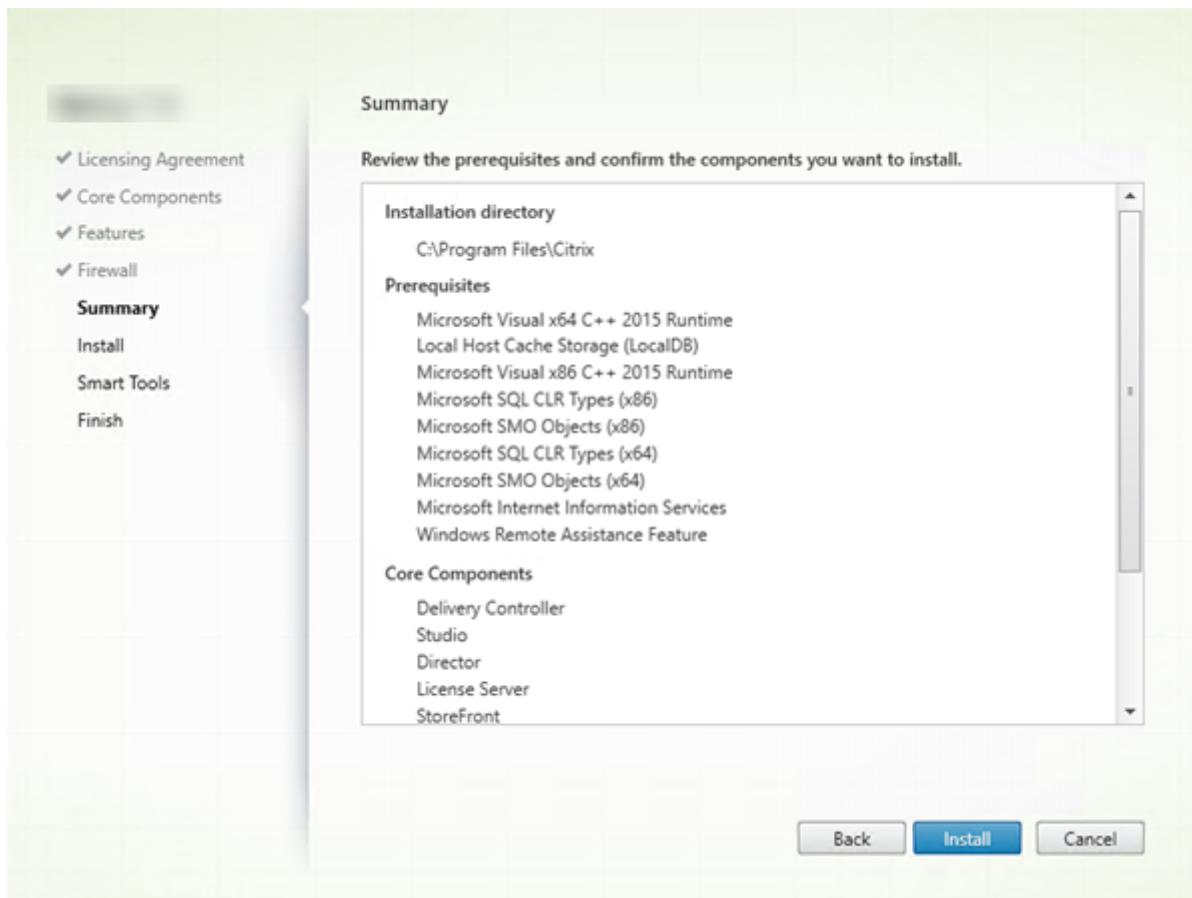 Summary
Licensing Agreement
Core Components
Features
Firewall
Summary
Install
Smart Tools
Finish
Review the prerequisites and confirm the components you want to install.
Installation directory
C:\Program Files\Citrix
Prerequisites
Microsoft Visual x64 C++ 2015 Runtime
Local Host Cache Storage (LocalDB)
Microsoft Visual x86 C++ 2015 Runtime
Microsoft SQL CLR Types (x86)
Microsoft SMO Objects (x86)
Microsoft SQL CLR Types (x64)
Microsoft SMO Objects (x64)
Microsoft Internet Information Services
Windows Remote Assistance Feature
Core Components
Delivery Controller
Studio
Director
License Server
StoreFront
Back
Install
Cancel